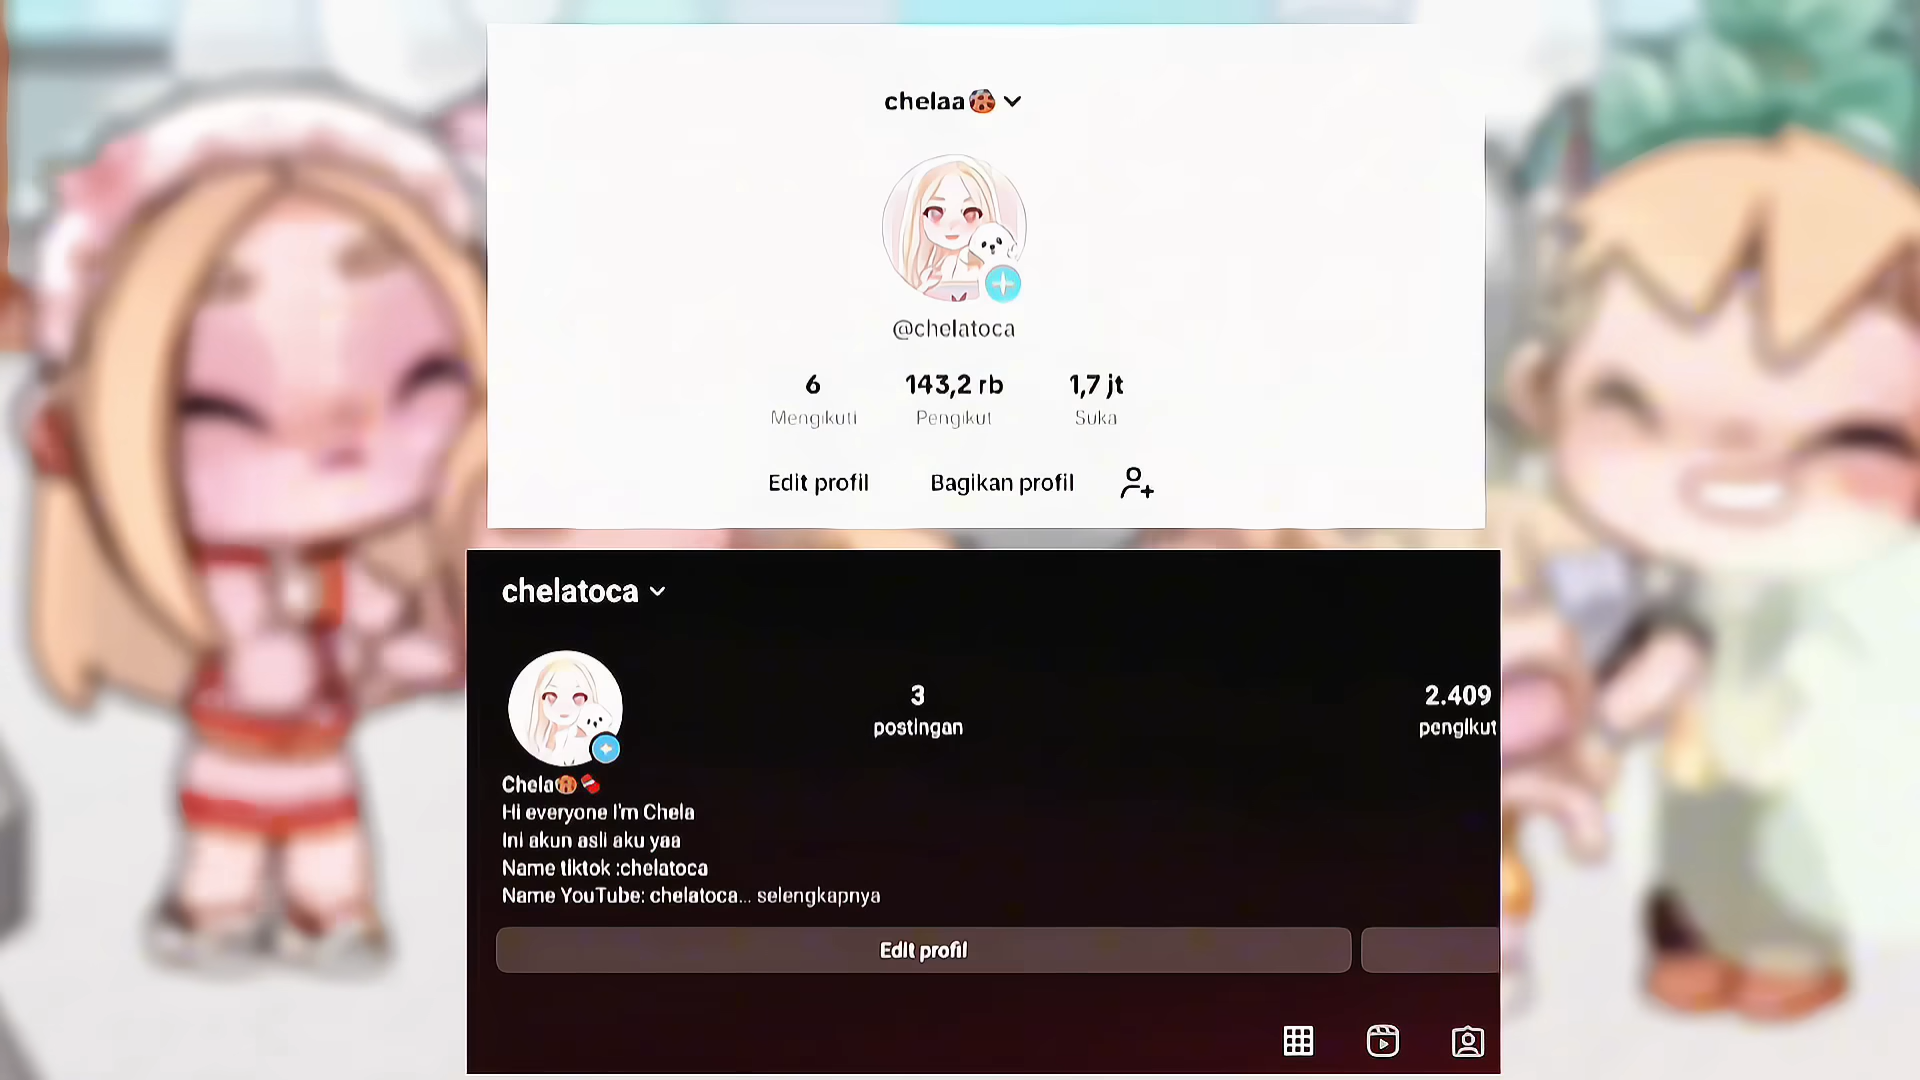 chelaa🍪
@chelatoca
6 143,2 rb 1,7 jt
Mengikuti Pengikut Suka
Edit profil Bagikan profil
chelatoca
3 2.409
postingan pengikut
Chela🍪🍫
Hi everyone I'm Chela
Ini akun asli aku yaa
Name tiktok :chelatoca
Name YouTube: chelatoca... selengkapnya
Edit profil